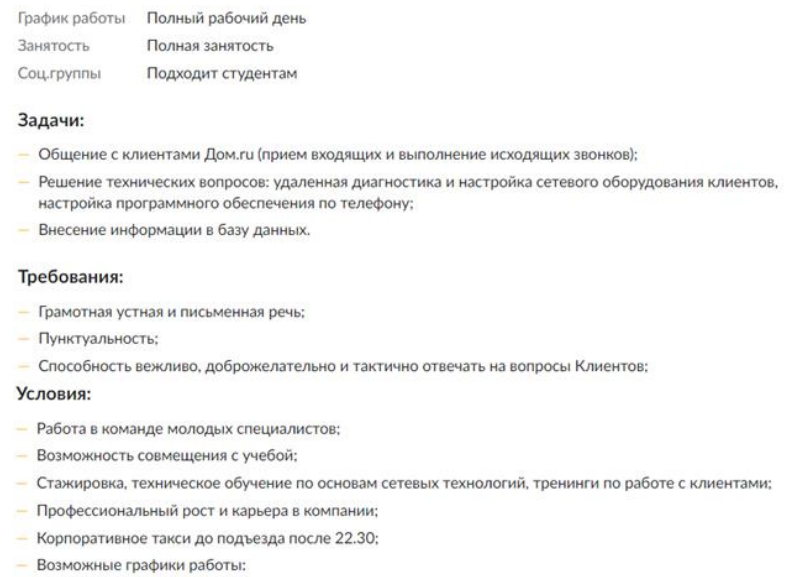 График работы Полный рабочий день
Занятость Полная занятость
Соц.группы Подходит студентам
Задачи:
— Общение с клиентами Дом.ru (прием входящих и выполнение исходящих звонков);
— Решение технических вопросов: удаленная диагностика и настройка сетевого оборудования клиентов,
настройка программного обеспечения по телефону;
— Внесение информации в базу данных.
Требования:
— Грамотная устная и письменная речь;
— Пунктуальность;
— Способность вежливо, доброжелательно и тактично отвечать на вопросы Клиентов;
Условия:
— Работа в команде молодых специалистов;
— Возможность совмещения с учебой;
— Стажировка, техническое обучение по основам сетевых технологий, тренинги по работе с клиентами;
— Профессиональный рост и карьера в компании;
— Корпоративное такси до подъезда после 22.30;
— Возможные графики работы: